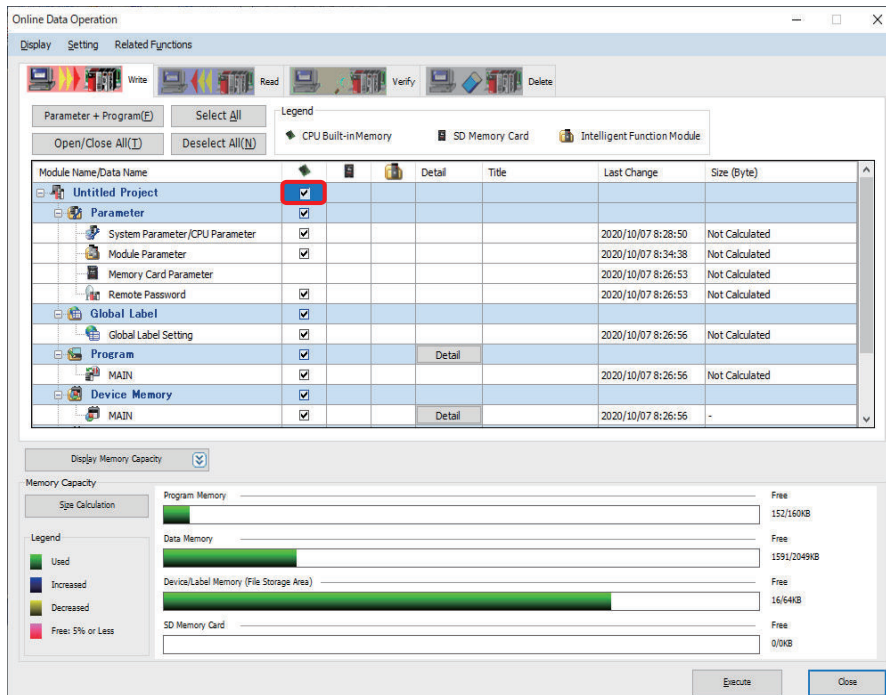 Online Data Operation
Display Setting Related Functions
Write Read Verify Delete
Parameter + Program(F) Select All
Open/Close All(T) Deselect All(N)
Legend
CPU Built-in Memory SD Memory Card Intelligent Function Module
Module Name/Data Name Detail Title Last Change Size (Byte)
Untitled Project
Parameter
System Parameter/CPU Parameter 2020/10/07 8:28:50 Not Calculated
Module Parameter 2020/10/07 8:34:38 Not Calculated
Memory Card Parameter 2020/10/07 8:26:53 Not Calculated
Remote Password 2020/10/07 8:26:53 Not Calculated
Global Label
Global Label Setting 2020/10/07 8:26:56 Not Calculated
Program Detail
MAIN 2020/10/07 8:26:56 Not Calculated
Device Memory
MAIN Detail 2020/10/07 8:26:56 -
Display Memory Capacity
Memory Capacity
Size Calculation
Legend
Used
Increased
Decreased
Free: 5% or Less
Program Memory Free
152/160KB
Data Memory Free
1591/2049KB
Device/Label Memory (File Storage Area) Free
16/64KB
SD Memory Card Free
0/0KB
Execute Close